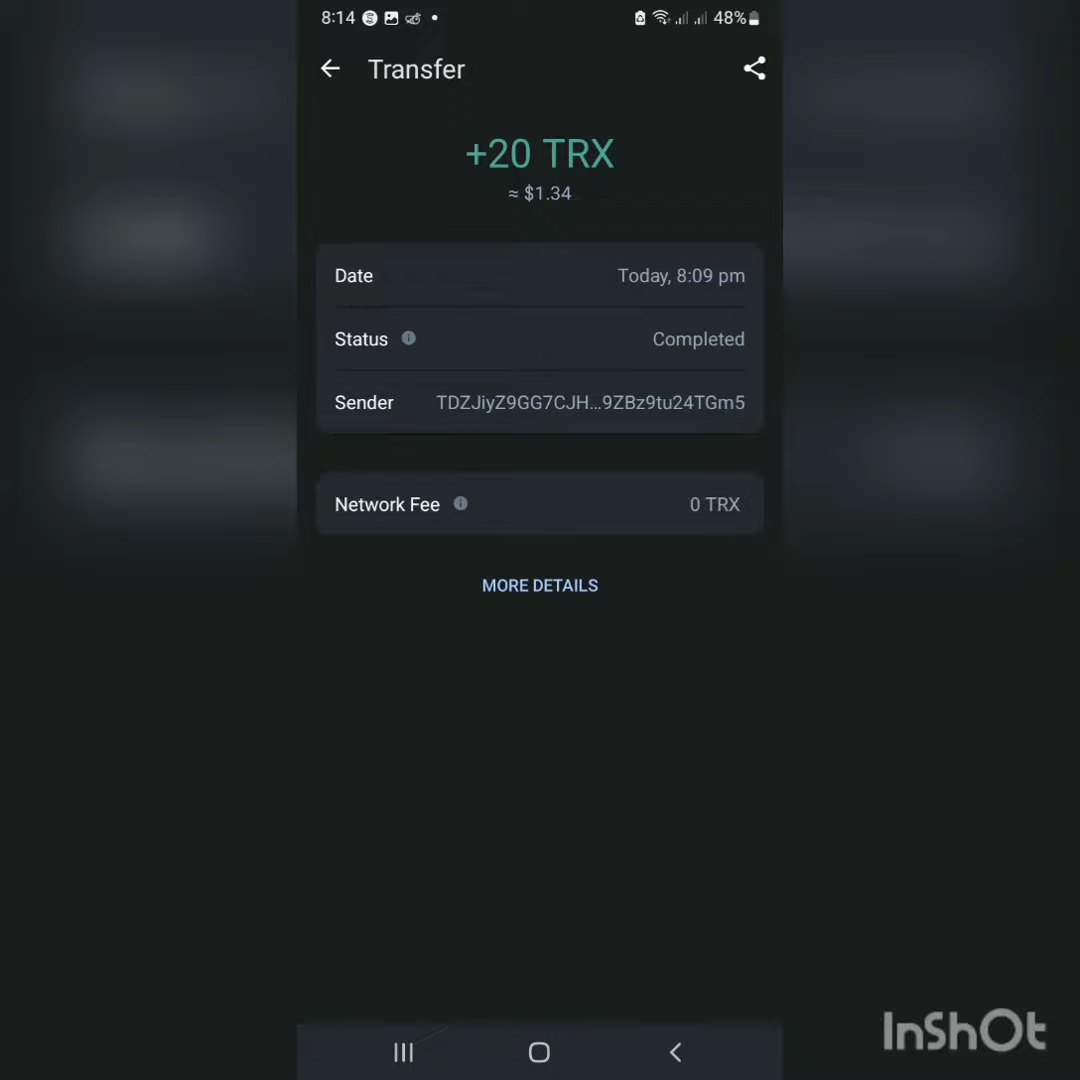 8:14 48%
Transfer
+20 TRX
≈ $1.34
Date Today, 8:09 pm
Status Completed
Sender TDZJiyZ9GG7CJH...9ZBz9tu24TGm5
Network Fee 0 TRX
MORE DETAILS
InShOt